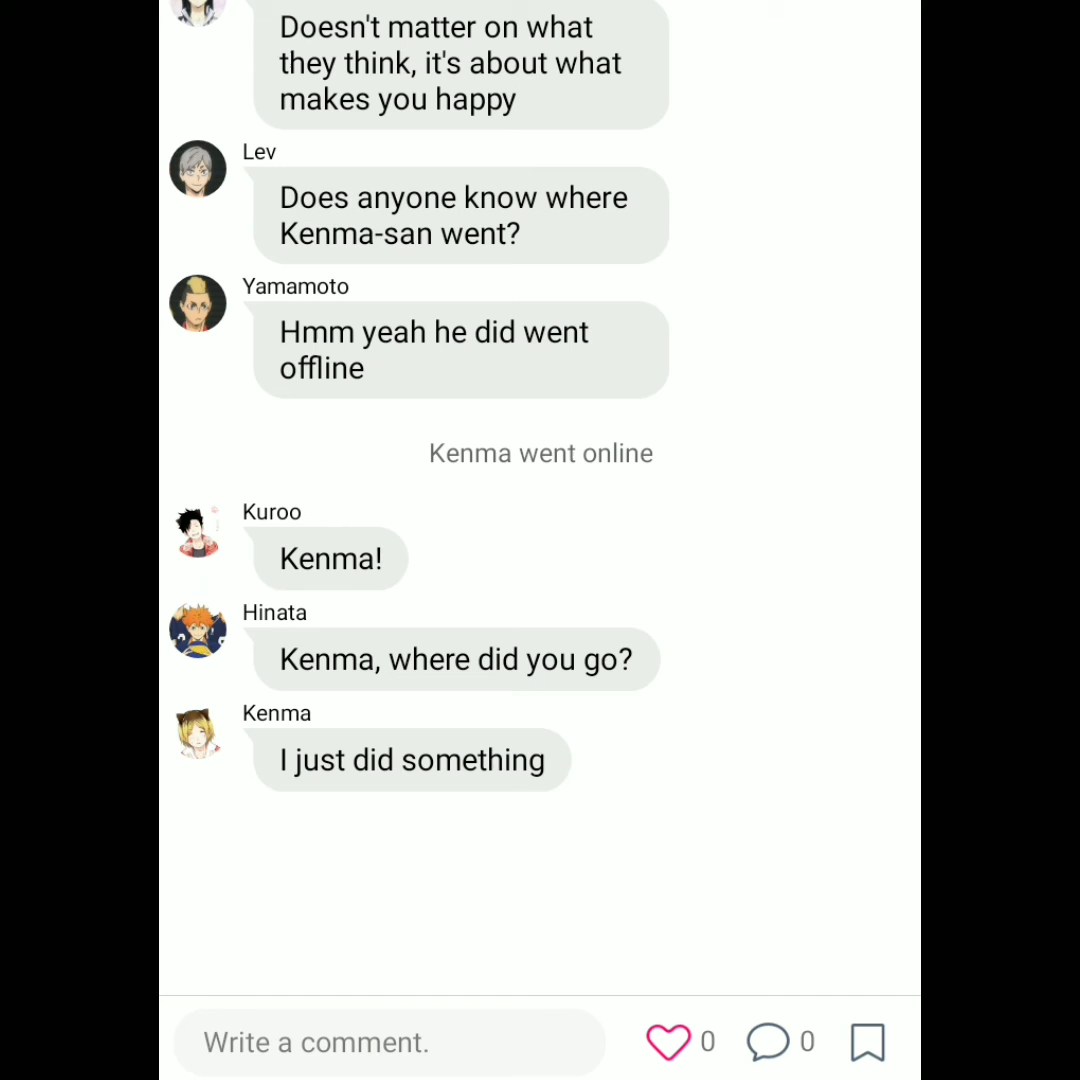 Doesn't matter on what
they think, it's about what
makes you happy
Lev
Does anyone know where
Kenma-san went?
Yamamoto
Hmm yeah he did went
offline
Kenma went online
Kuroo
Kenma!
Hinata
Kenma, where did you go?
Kenma
I just did something
Write a comment. 0 0